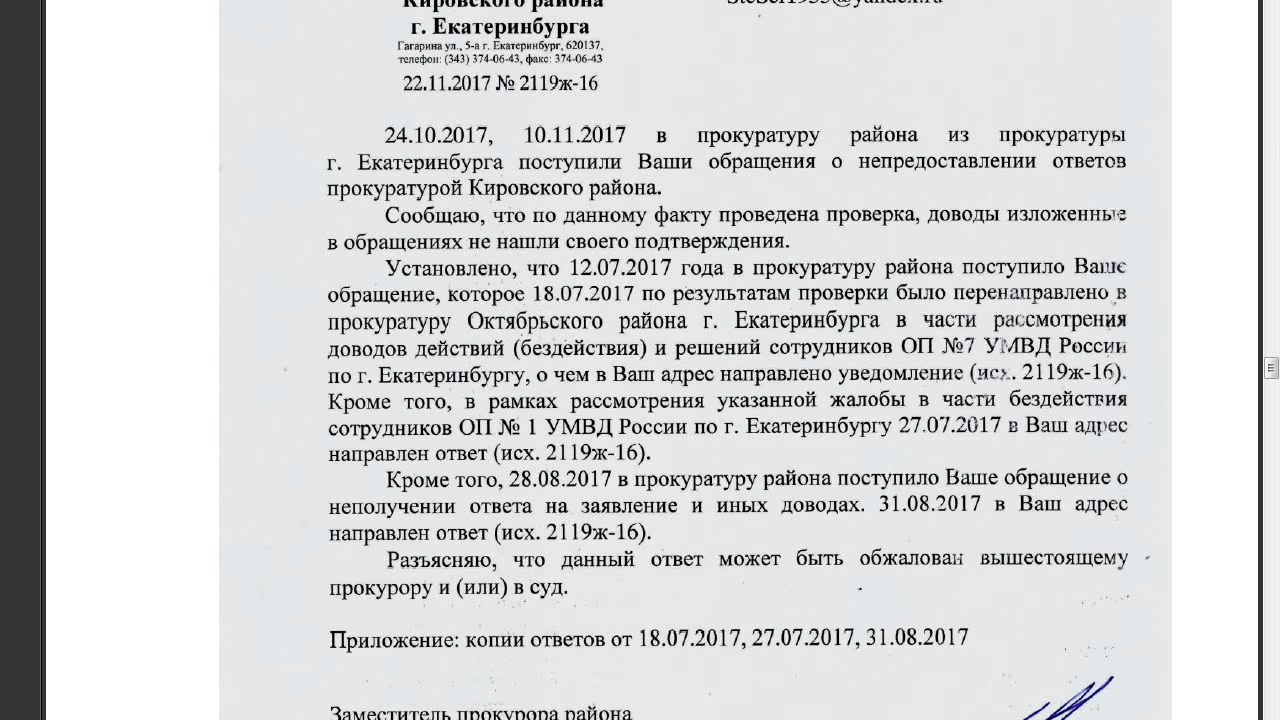 Кировского района
г. Екатеринбурга
Гагарина ул., 5-а г. Екатеринбург, 620137,
телефон: (343) 374-06-43, факс: 374-06-43
22.11.2017 № 2119ж-16
24.10.2017, 10.11.2017 в прокуратуру района из прокуратуры
г. Екатеринбурга поступили Ваши обращения о непредоставлении ответов
прокуратурой Кировского района.
Сообщаю, что по данному факту проведена проверка, доводы изложенные
в обращениях не нашли своего подтверждения.
Установлено, что 12.07.2017 года в прокуратуру района поступило Ваше
обращение, которое 18.07.2017 по результатам проверки было перенаправлено в
прокуратуру Октябрьского района г. Екатеринбурга в части рассмотрения
доводов действий (бездействия) и решений сотрудников ОП №7 УМВД России
по г. Екатеринбургу, о чем в Ваш адрес направлено уведомление (исх. 2119ж-16).
Кроме того, в рамках рассмотрения указанной жалобы в части бездействия
сотрудников ОП № 1 УМВД России по г. Екатеринбургу 27.07.2017 в Ваш адрес
направлен ответ (исх. 2119ж-16).
Кроме того, 28.08.2017 в прокуратуру района поступило Ваше обращение о
неполучении ответа на заявление и иных доводах. 31.08.2017 в Ваш адрес
направлен ответ (исх. 2119ж-16).
Разъясняю, что данный ответ может быть обжалован вышестоящему
прокурору и (или) в суд.
Приложение: копии ответов от 18.07.2017, 27.07.2017, 31.08.2017
Заместитель прокурора района